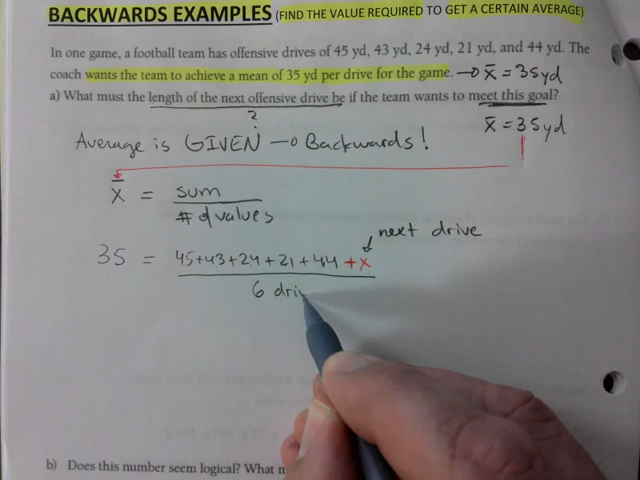 BACKWARDS EXAMPLES (FIND THE VALUE REQUIRED TO GET A CERTAIN AVERAGE)
In one game, a football team has offensive drives of 45 yd, 43 yd, 24 yd, 21 yd, and 44 yd. The
coach wants the team to achieve a mean of 35 yd per drive for the game. →o x̄ = 35yd
a) What must the length of the next offensive drive be if the team wants to meet this goal?
?
x̄ = 35yd
Average is GIVEN →o Backwards!
x̄ = sum
# of values
next drive
35 = 45+43+24+21+44 +x
6 dri
b) Does this number seem logical? What